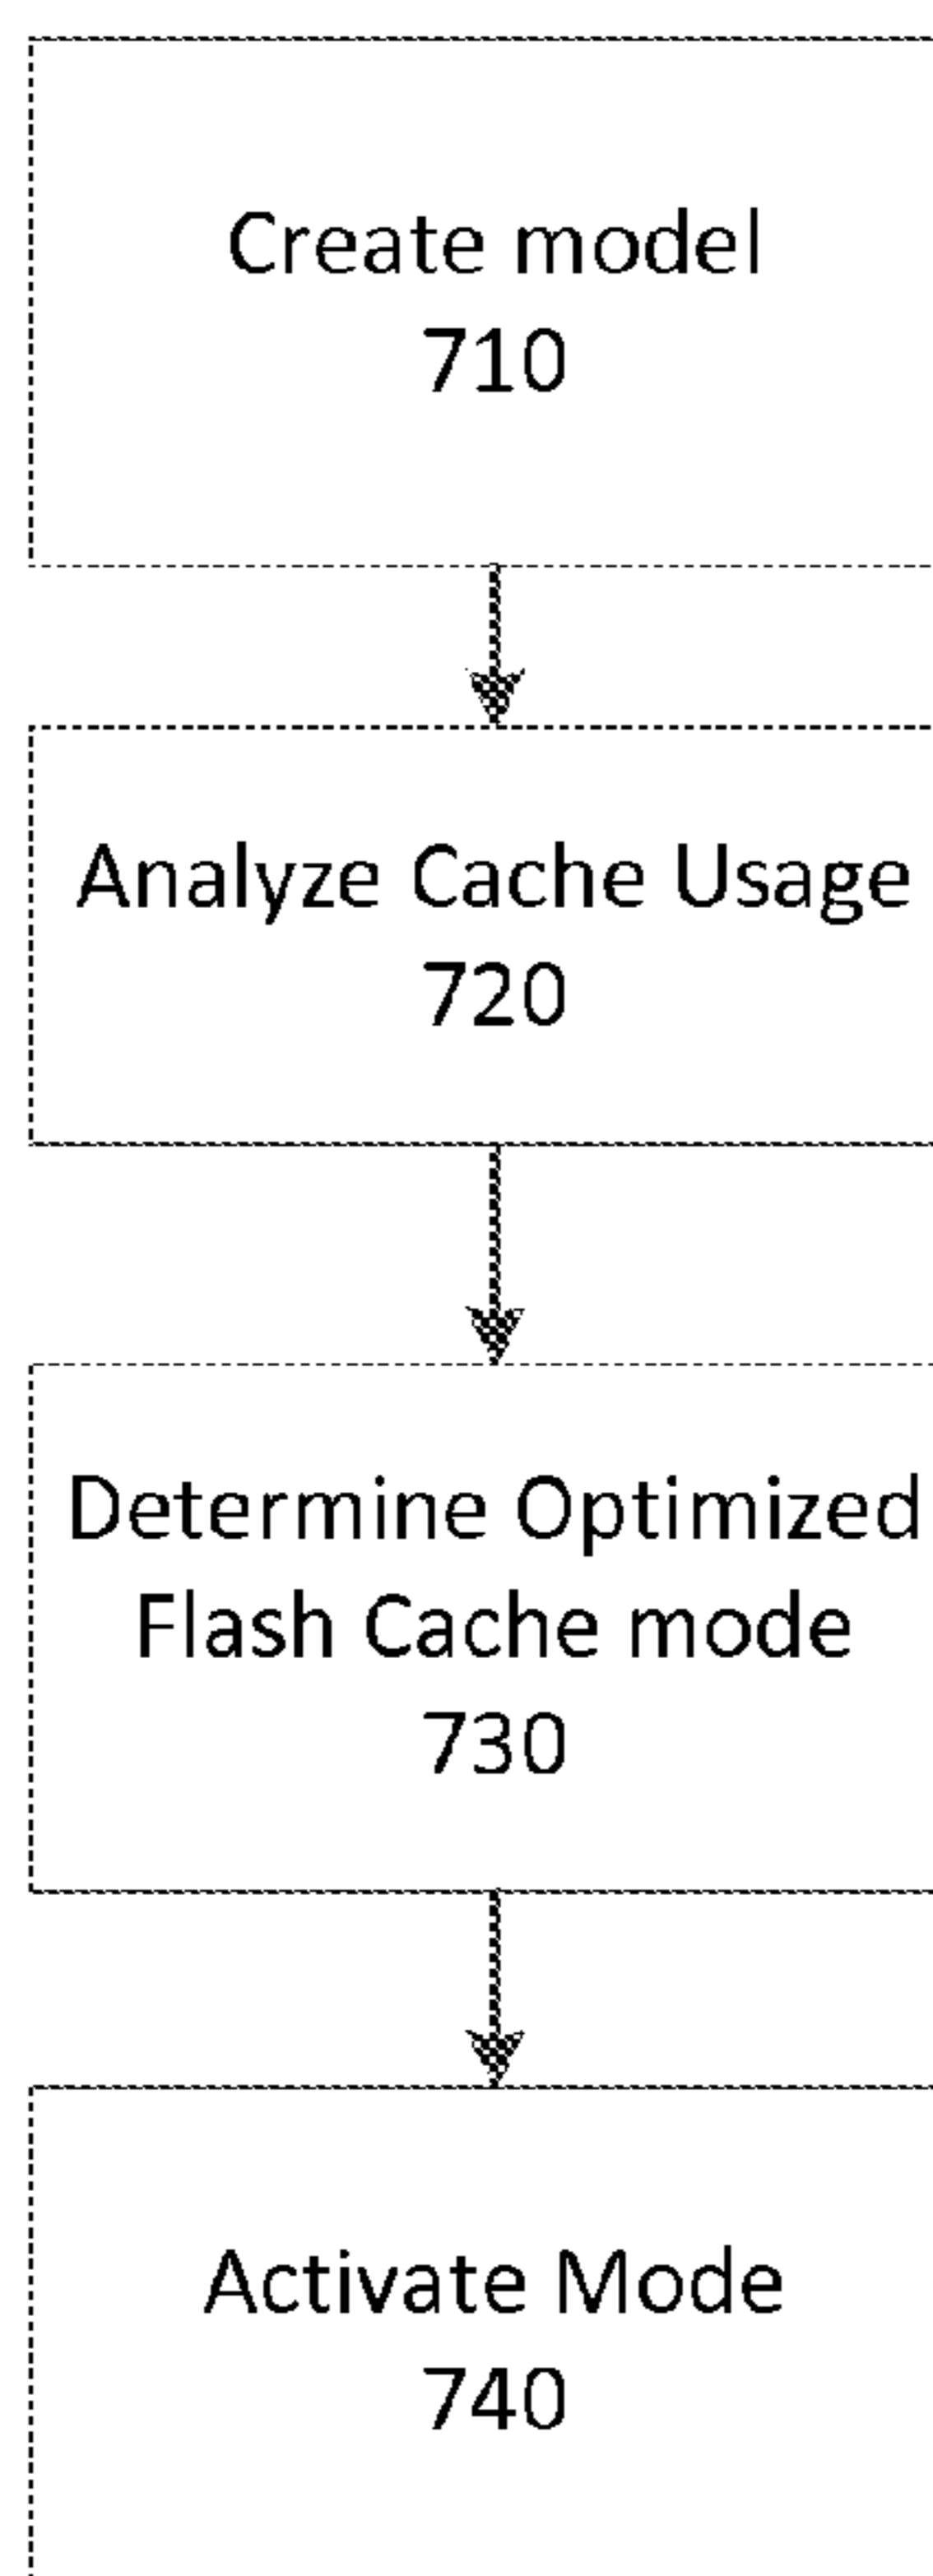 Create model
710
Analyze Cache Usage
720
Determine Optimized
Flash Cache mode
730
Activate Mode
740